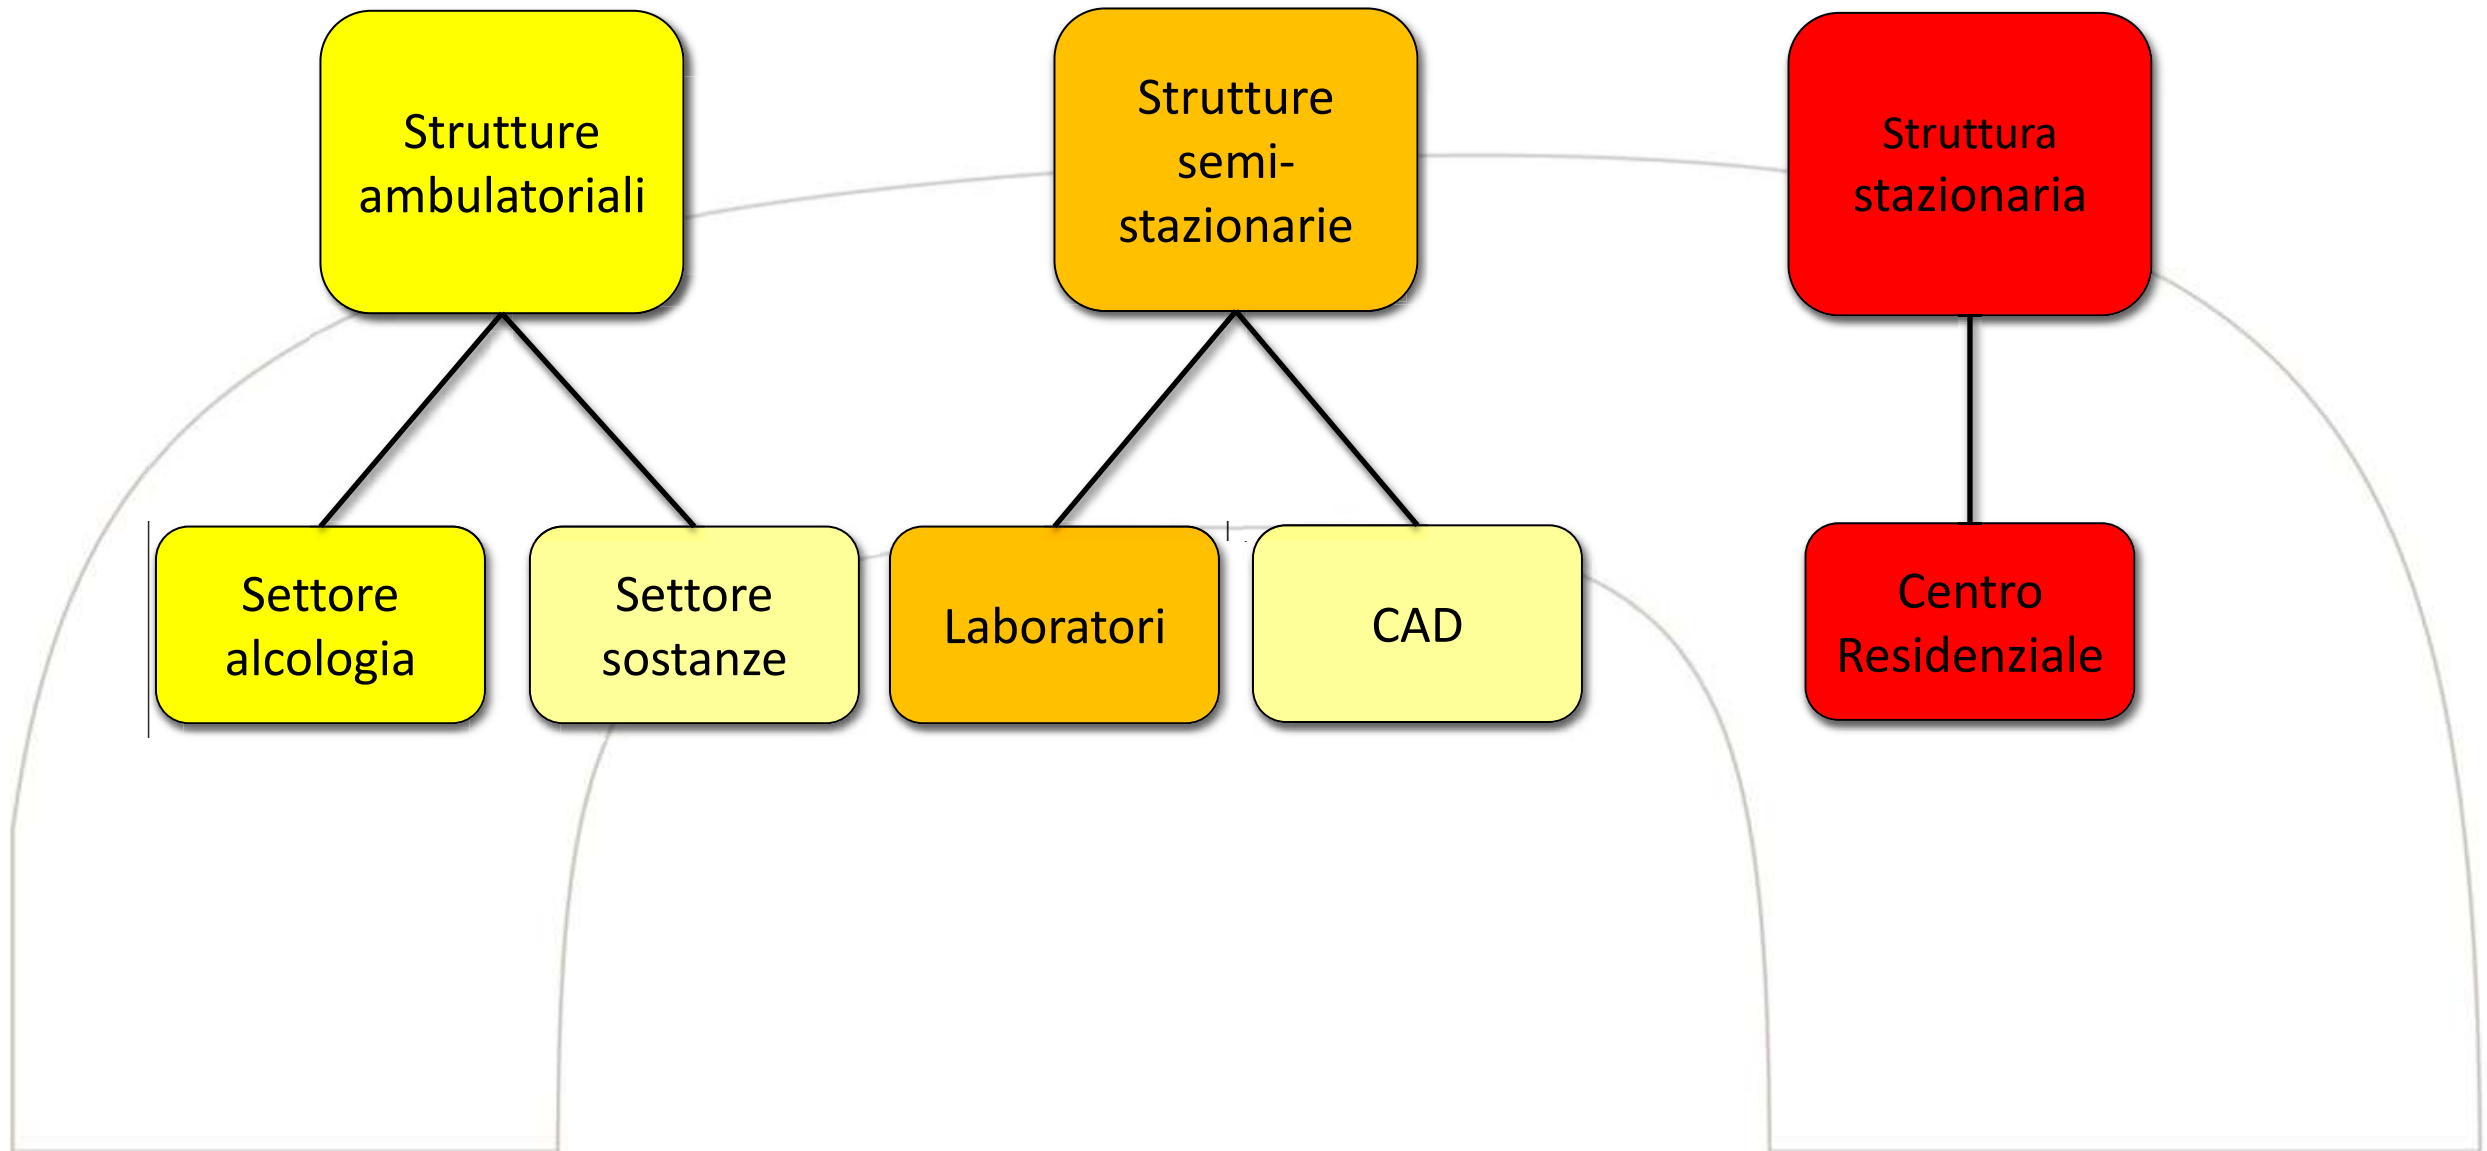 Strutture
ambulatoriali
Strutture
semi-
stazionarie
Struttura
stazionaria
Settore
alcologia
Settore
sostanze
Laboratori
CAD
Centro
Residenziale